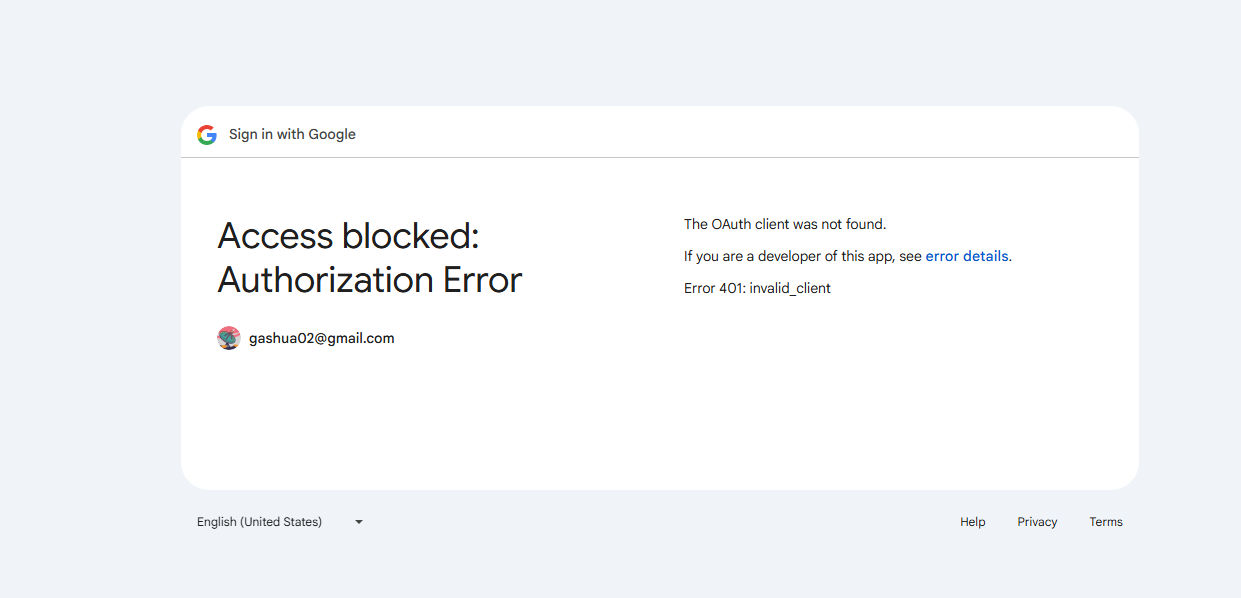 Sign in with Google
Access blocked:
Authorization Error
gashua02@gmail.com
The OAuth client was not found.
If you are a developer of this app, see error details.
Error 401: invalid_client
English (United States)
Help
Privacy
Terms